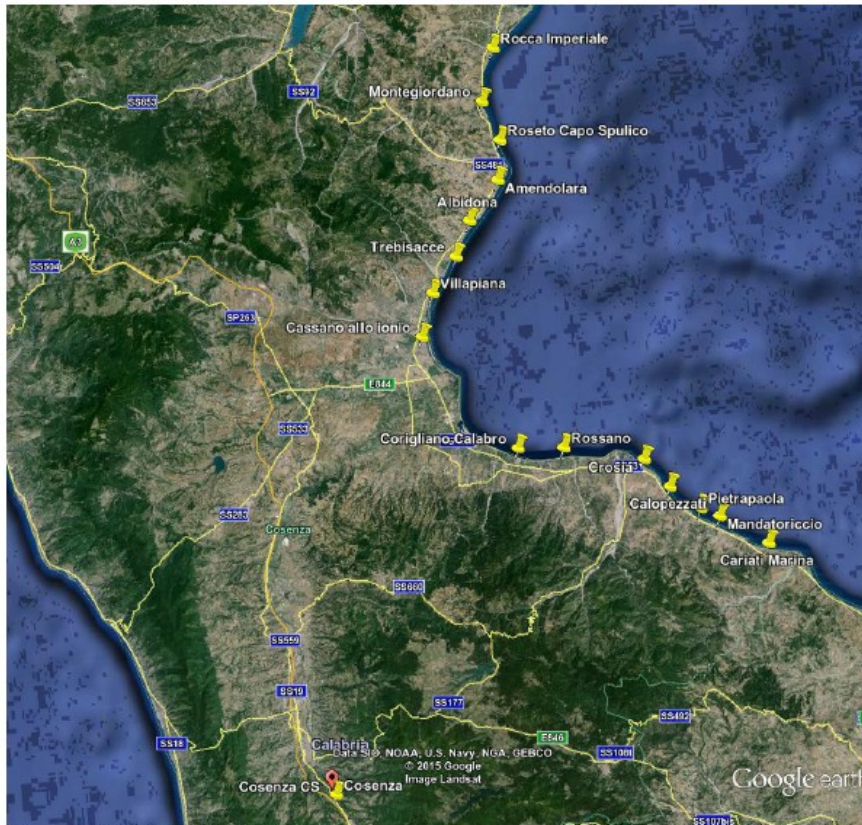 Rocca Imperiale
SS92
Montegiordano
SS653
Roseto Capo Spulico
SS481
Amendolara
Albidona
A3
Trebisacce
SS504
Villapiana
SP263
Cassano allo ionio
E844
SS533
Corigliano Calabro
Rossano
Crosia
Calopezzati
Pietrapaola
SS283
Mandatoriccio
Cosenza
Cariati Marina
SS660
SS559
SS19
SS177
SS492
SS18
Calabria
E846
Data SIO, NOAA, U.S. Navy, NGA, GEBCO
SS108I
© 2015 Google
Image Landsat
Cosenza CS
Cosenza
Google earth